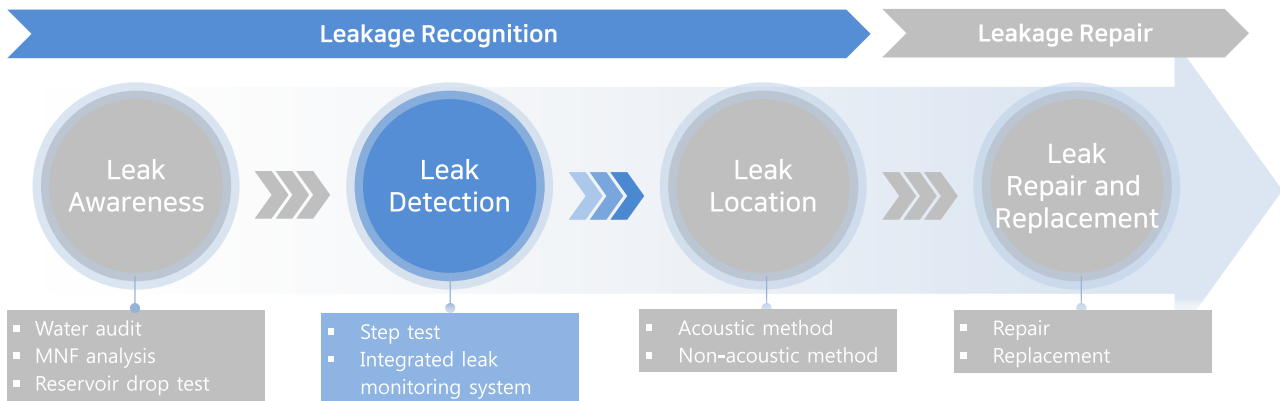 Leakage Recognition
Leakage Repair
Leak
Awareness
Leak
Detection
Leak
Location
Leak
Repair and
Replacement
▪ Water audit
▪ MNF analysis
▪ Reservoir drop test
▪ Step test
▪ Integrated leak
monitoring system
▪ Acoustic method
▪ Non-acoustic method
▪ Repair
▪ Replacement